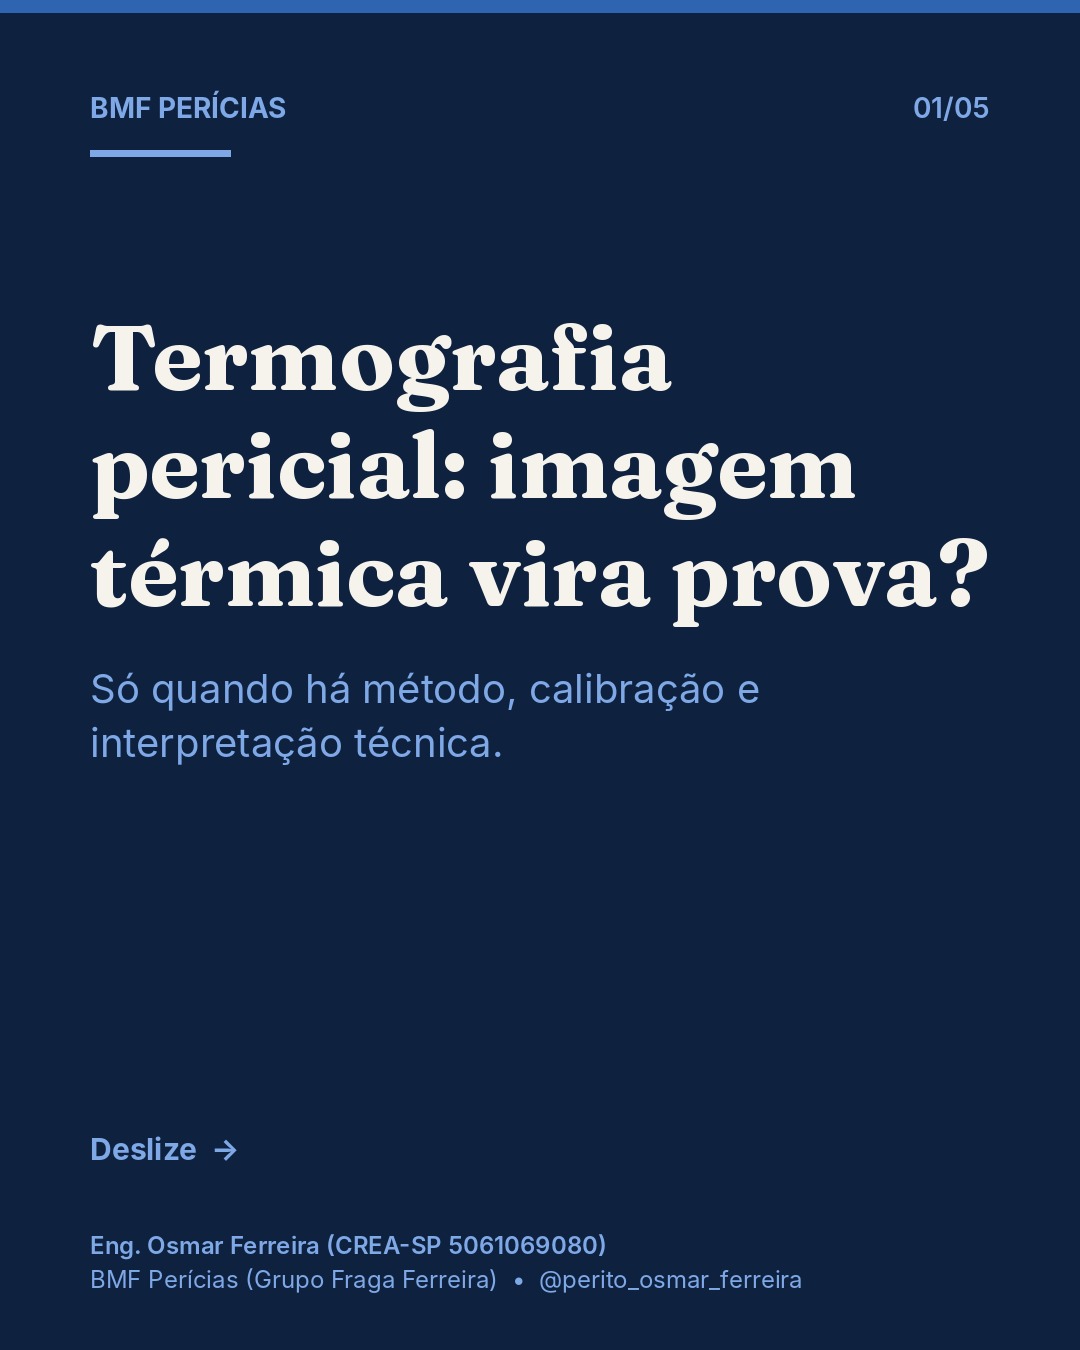 BMF PERÍCIAS
01/05
Termografia
pericial: imagem
térmica vira prova?
Só quando há método, calibração e
interpretação técnica.
Deslize →
Eng. Osmar Ferreira (CREA-SP 5061069080)
BMF Perícias (Grupo Fraga Ferreira) • @perito_osmar_ferreira